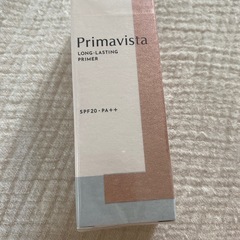 Primavista
LONG-LASTING
PRIMER
SPF20・PA++